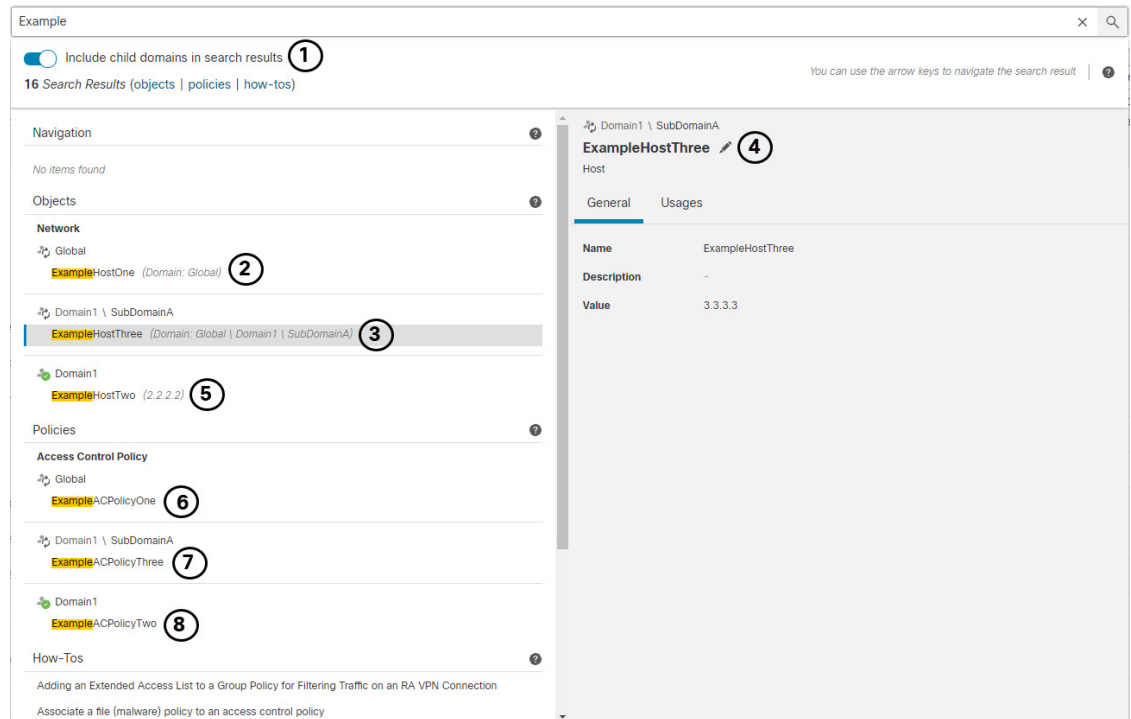 Example
Include child domains in search results 1
16 Search Results (objects | policies | how-tos)
You can use the arrow keys to navigate the search result
Navigation
No items found
Objects
Network
Global
ExampleHostOne (Domain: Global) 2
Domain1 \ SubDomainA
ExampleHostThree (Domain: Global \ Domain1 \ SubDomainA) 3
Domain1
ExampleHostTwo (2.2.2.2) 5
Policies
Access Control Policy
Global
ExampleACPolicyOne 6
Domain1 \ SubDomainA
ExampleACPolicyThree 7
Domain1
ExampleACPolicyTwo 8
How-Tos
Adding an Extended Access List to a Group Policy for Filtering Traffic on an RA VPN Connection
Associate a file (malware) policy to an access control policy
Domain1 \ SubDomainA
ExampleHostThree 4
Host
General Usages
Name ExampleHostThree
Description –
Value 3.3.3.3